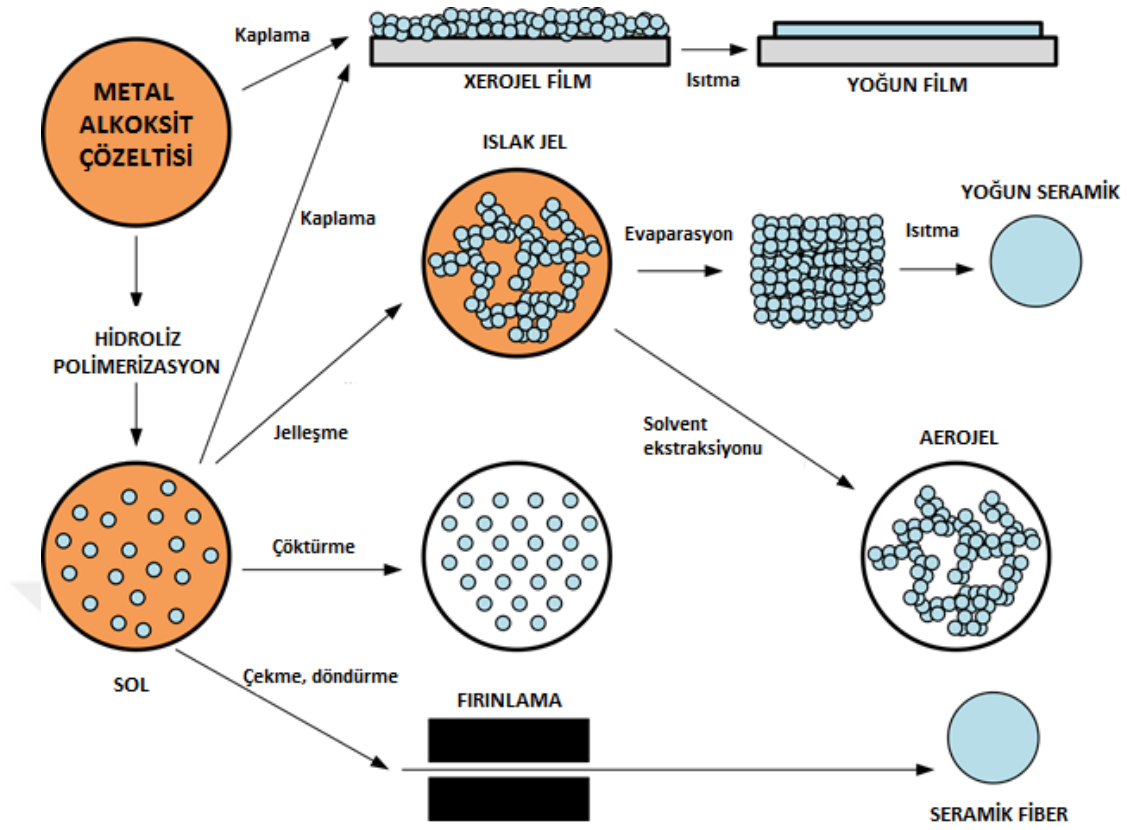 Kaplama
METAL
ALKOKSİT
ÇÖZELTİSİ
XEROJEL FİLM
Isıtma
YOĞUN FİLM
ISLAK JEL
YOĞUN SERAMİK
Kaplama
Evaparasyon
Isıtma
HİDROLİZ
POLİMERİZASYON
Jelleşme
Solvent
ekstraksiyonu
AEROJEL
Çöktürme
SOL
Çekme, döndürme
FIRINLAMA
SERAMİK FİBER